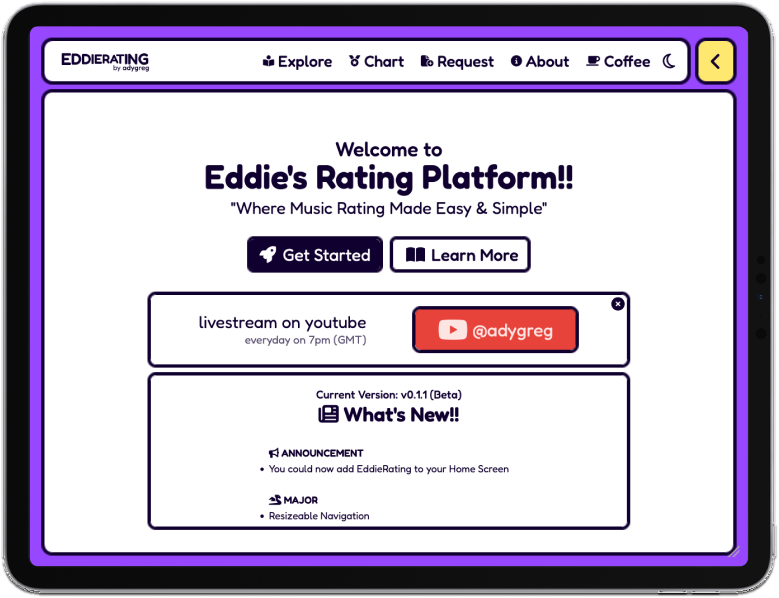 EDDIERATING
by adygreg
Explore Chart Request About Coffee
Welcome to
Eddie's Rating Platform!!
"Where Music Rating Made Easy & Simple"
Get Started Learn More
livestream on youtube
everyday on 7pm (GMT)
@adygreg
Current Version: v0.1.1 (Beta)
What's New!!
ANNOUNCEMENT
• You could now add EddieRating to your Home Screen
MAJOR
• Resizeable Navigation